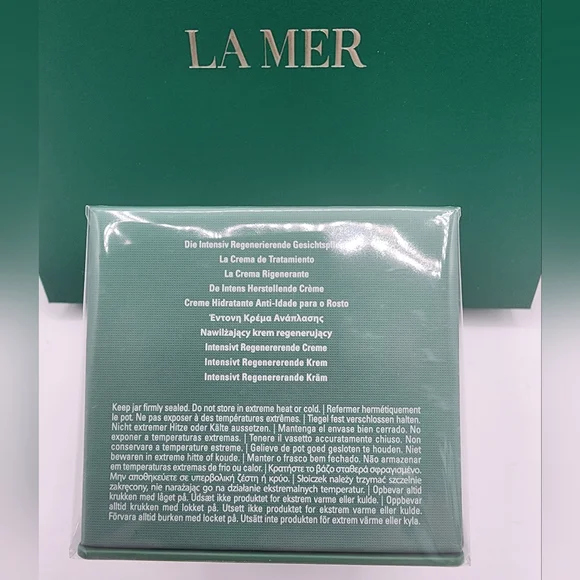 LA MER
Die Intensiv Regenerierende
La Crema de Tratamiento
La Crema Rigenerante
De Intens Herstellende Crème
Creme Hidratante Anti-Idade para o Rosto
Έντονη Κρέμα Ανάπλασης
Nawilżający krem regenerujący
Intensivt Regenererende Creme
Intensivt Regenererende Krem
Intensivt Regenererande Kräm
Keep jar firmly sealed. Do not store in extreme heat or cold. | Refermer hermétiquement
le pot. Ne pas exposer à des températures extrêmes. | Tiegel fest verschlossen halten.
Nicht extremer Hitze oder Kälte aussetzen. | Mantenga el envase bien cerrado. No
exponer a temperaturas extremas. | Tenere il vasetto accuratamente chiuso. Non
conservare a temperature estreme. | Gelieve de pot goed gesloten te houden. Niet
bewaren in extreme hitte of koude. | Manter o frasco bem fechado. Não armazenar
em temperaturas extremas de frio ou calor. | Κρατήστε το βάζο σταθερά σφραγισμένο.
Μην αποθηκεύετε σε υπερβολική ζέστη ή κρύο. | Słoiczek należy trzymać szczelnie
zakręcony, nie narażając go na działanie ekstremalnych temperatur. | Opbevar altid
krukken med låget på. Udsæt ikke produktet for ekstrem varme eller kulde. | Oppbevar
alltid krukken med lokket på. Utsett ikke produktet for ekstrem varme eller kulde. |
Förvara alltid burken med locket på. Utsätt inte produkten för extrem värme eller kyla.